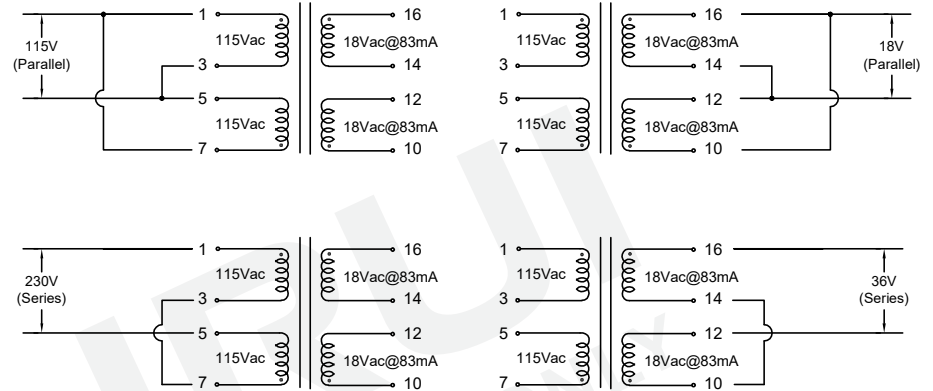 1 16 1 16
115V 115Vac 18Vac@83mA 115Vac 18Vac@83mA 18V
(Parallel) 3 14 3 14 (Parallel)
5 12 5 12
115Vac 18Vac@83mA 115Vac 18Vac@83mA
7 10 7 10
1 16 1 16
230V 115Vac 18Vac@83mA 115Vac 18Vac@83mA 36V
(Series) 3 14 3 14 (Series)
5 12 5 12
115Vac 18Vac@83mA 115Vac 18Vac@83mA
7 10 7 10
IRUI